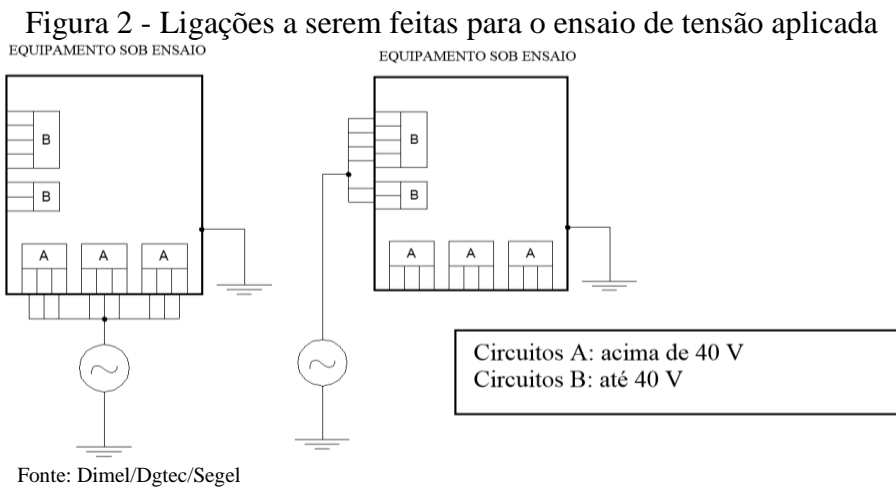 Figura 2 - Ligações a serem feitas para o ensaio de tensão aplicada
EQUIPAMENTO SOB ENSAIO
B
B
A A A
EQUIPAMENTO SOB ENSAIO
B
B
A A A
Circuitos A: acima de 40 V
Circuitos B: até 40 V
Fonte: Dimel/Dgtec/Segel